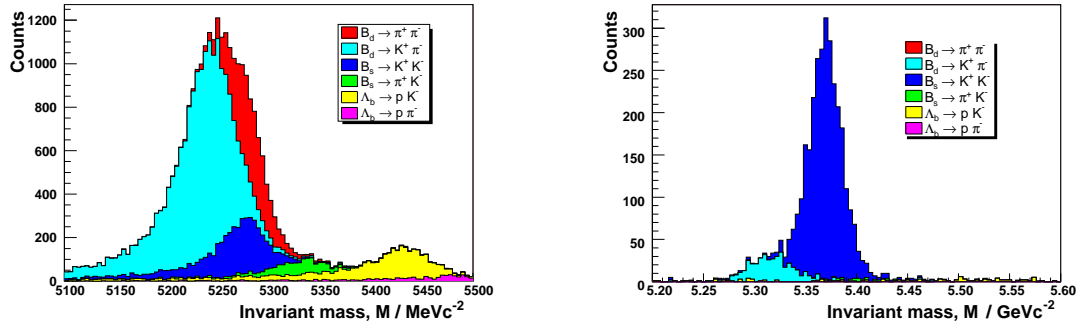 Counts
1200
1000
800
600
400
200
0
B_d → π⁺ π⁻
B_d → K⁺ π⁻
B_s → K⁺ K⁻
B_s → π⁺ K⁻
Λ_b → p K⁻
Λ_b → p π⁻
5100 5150 5200 5250 5300 5350 5400 5450 5500
Invariant mass, M / MeVc⁻²
Counts
300
250
200
150
100
50
0
B_d → π⁺ π⁻
B_d → K⁺ π⁻
B_s → K⁺ K⁻
B_s → π⁺ K⁻
Λ_b → p K⁻
Λ_b → p π⁻
5.20 5.25 5.30 5.35 5.40 5.45 5.50 5.55 5.60
Invariant mass, M / GeVc⁻²